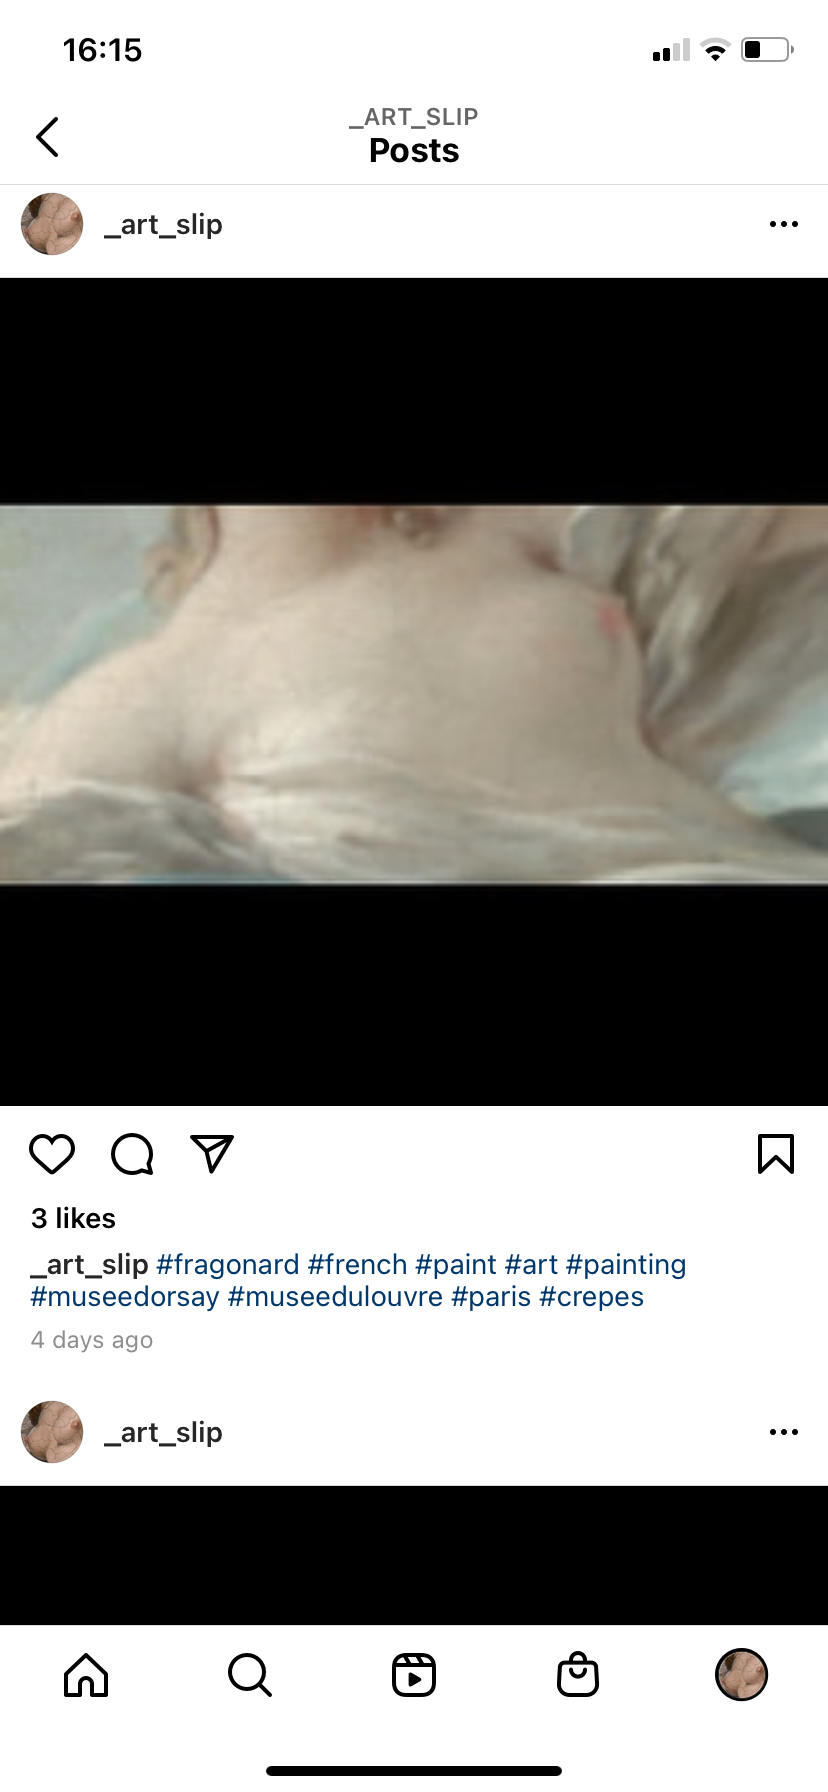 16:15
_ART_SLIP
Posts
_art_slip
3 likes
_art_slip #fragonard #french #paint #art #painting
#museedorsay #museedulouvre #paris #crepes
4 days ago
_art_slip